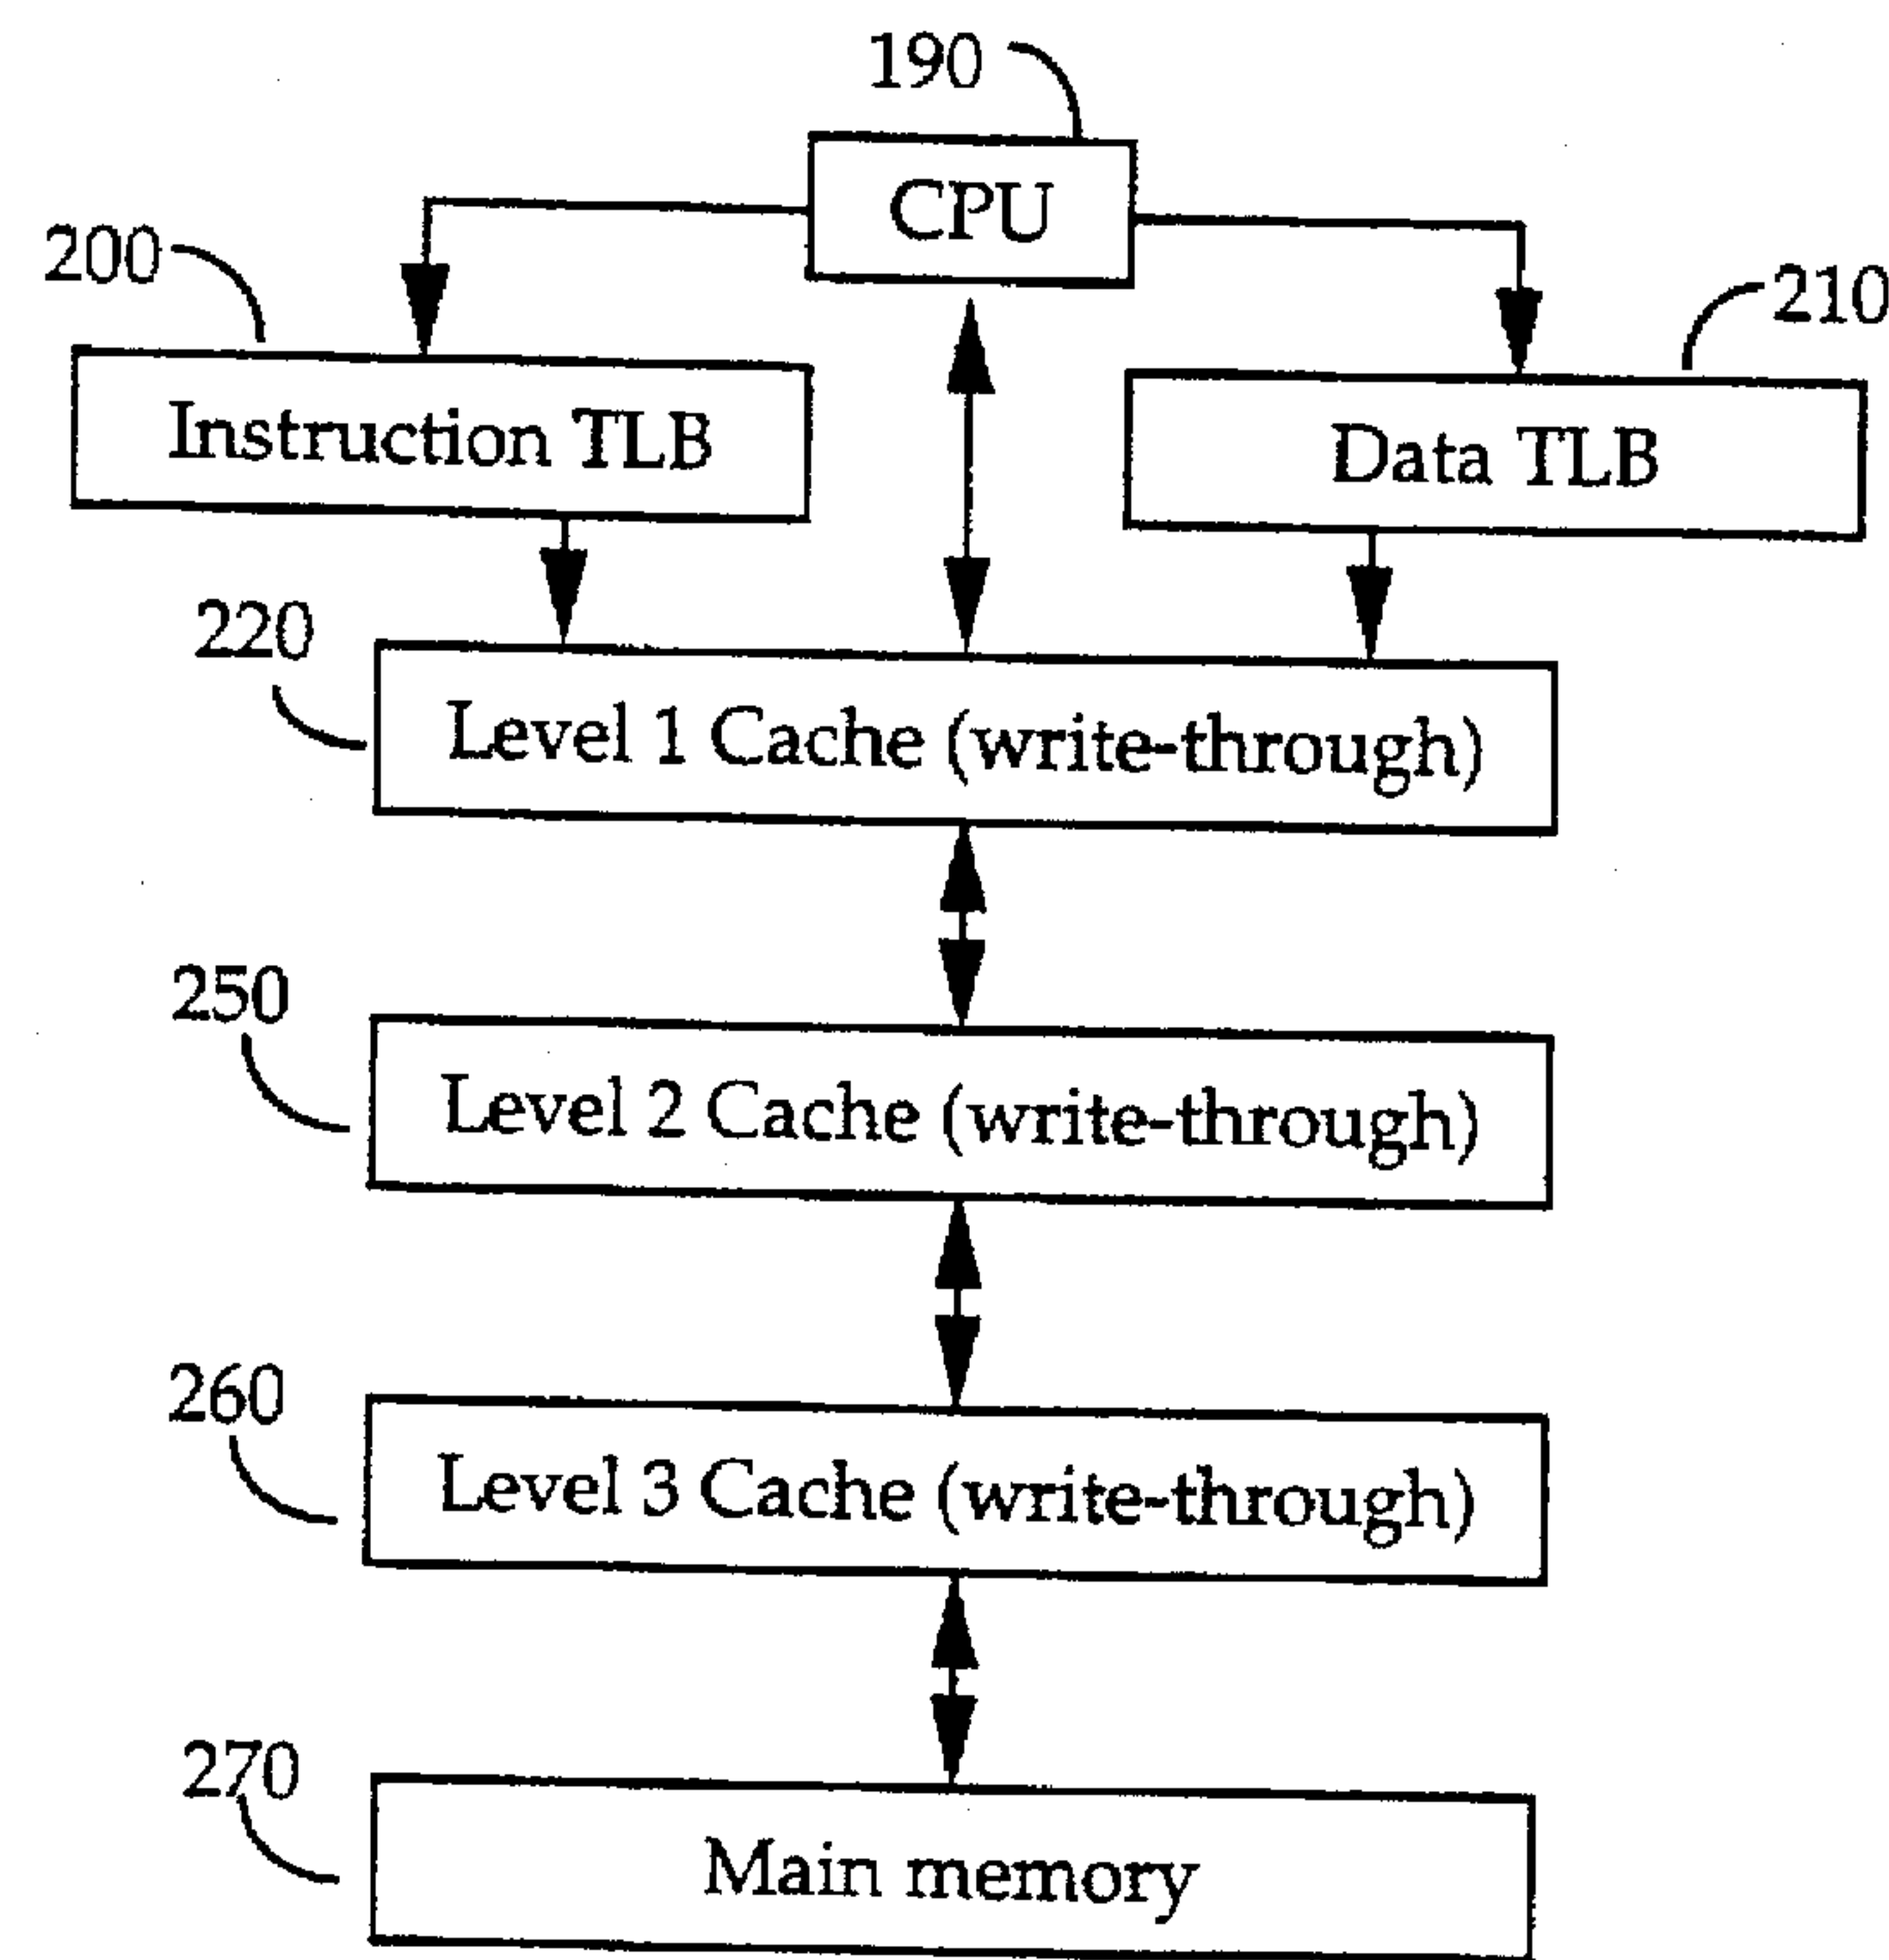 190
CPU
200
210
Instruction TLB
Data TLB
220
Level 1 Cache (write-through)
250
Level 2 Cache (write-through)
260
Level 3 Cache (write-through)
270
Main memory